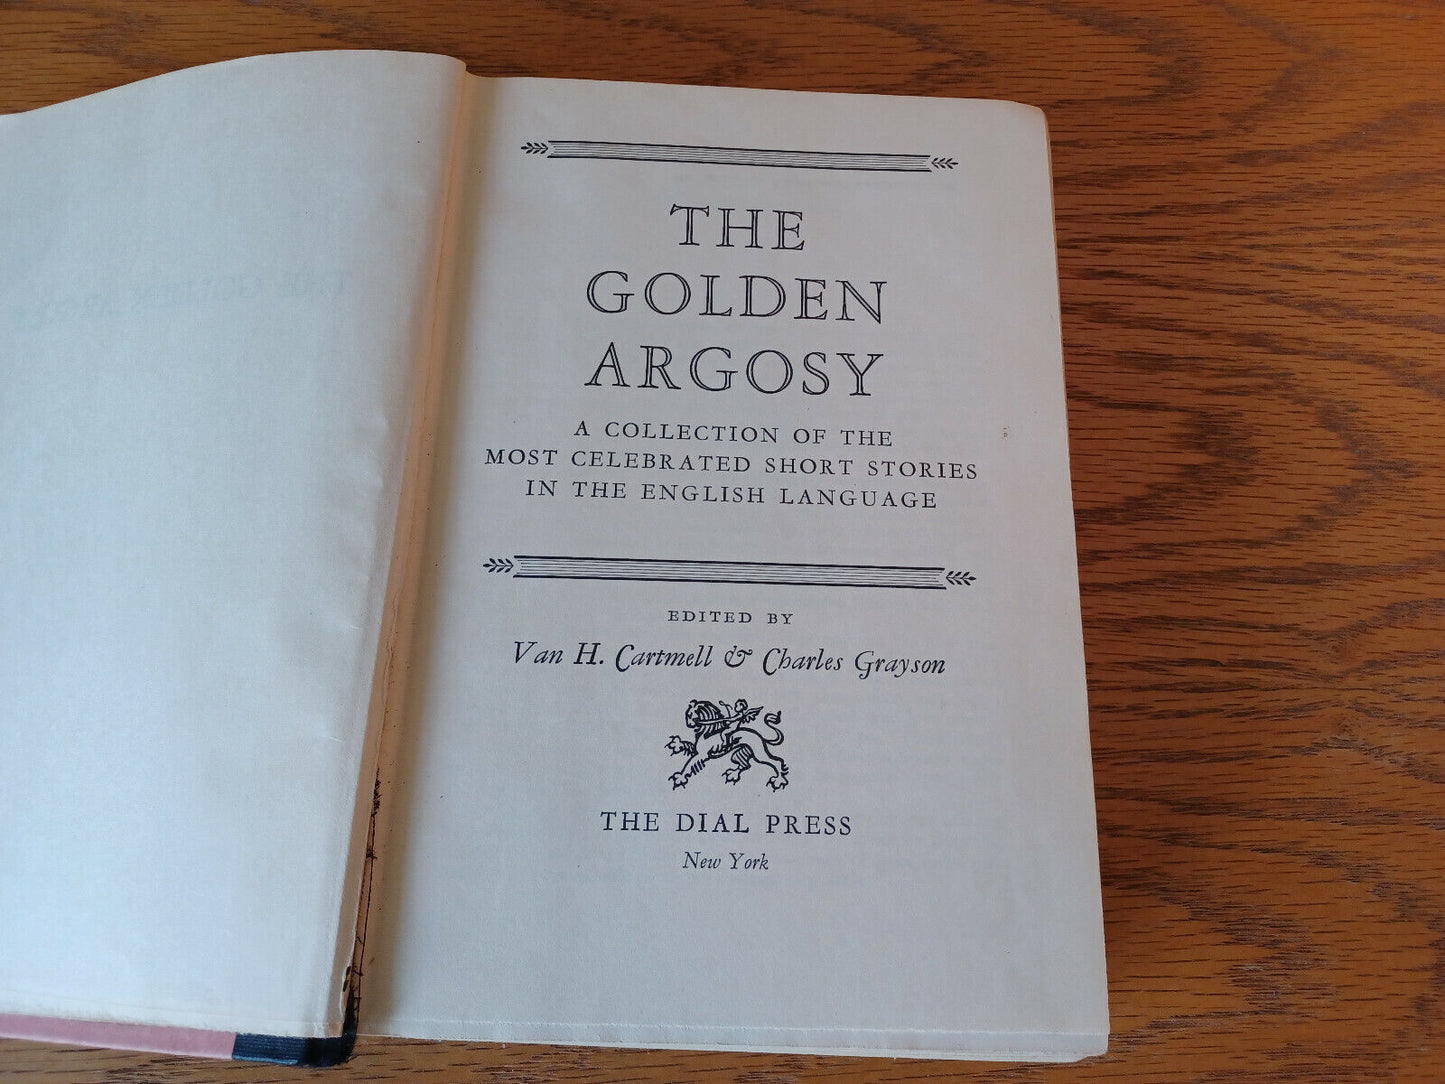 THE
GOLDEN
ARGOSY
A COLLECTION OF THE
MOST CELEBRATED SHORT STORIES
IN THE ENGLISH LANGUAGE
EDITED BY
Van H. Cartmell & Charles Grayson
THE DIAL PRESS
New York